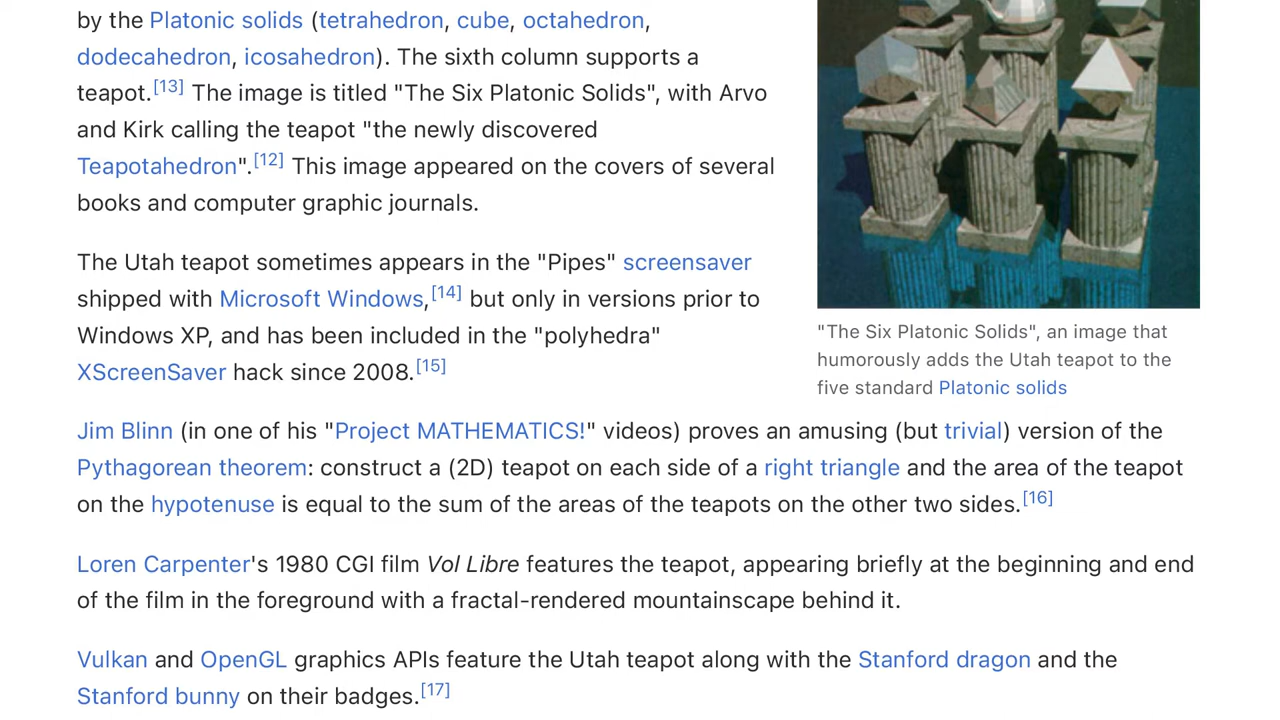 by the Platonic solids (tetrahedron, cube, octahedron,
dodecahedron, icosahedron). The sixth column supports a
teapot.[13] The image is titled "The Six Platonic Solids", with Arvo
and Kirk calling the teapot "the newly discovered
Teapotahedron".[12] This image appeared on the covers of several
books and computer graphic journals.
The Utah teapot sometimes appears in the "Pipes" screensaver
shipped with Microsoft Windows,[14] but only in versions prior to
Windows XP, and has been included in the "polyhedra"
XScreenSaver hack since 2008.[15]
"The Six Platonic Solids", an image that
humorously adds the Utah teapot to the
five standard Platonic solids
Jim Blinn (in one of his "Project MATHEMATICS!" videos) proves an amusing (but trivial) version of the
Pythagorean theorem: construct a (2D) teapot on each side of a right triangle and the area of the teapot
on the hypotenuse is equal to the sum of the areas of the teapots on the other two sides.[16]
Loren Carpenter's 1980 CGI film Vol Libre features the teapot, appearing briefly at the beginning and end
of the film in the foreground with a fractal-rendered mountainscape behind it.
Vulkan and OpenGL graphics APIs feature the Utah teapot along with the Stanford dragon and the
Stanford bunny on their badges.[17]